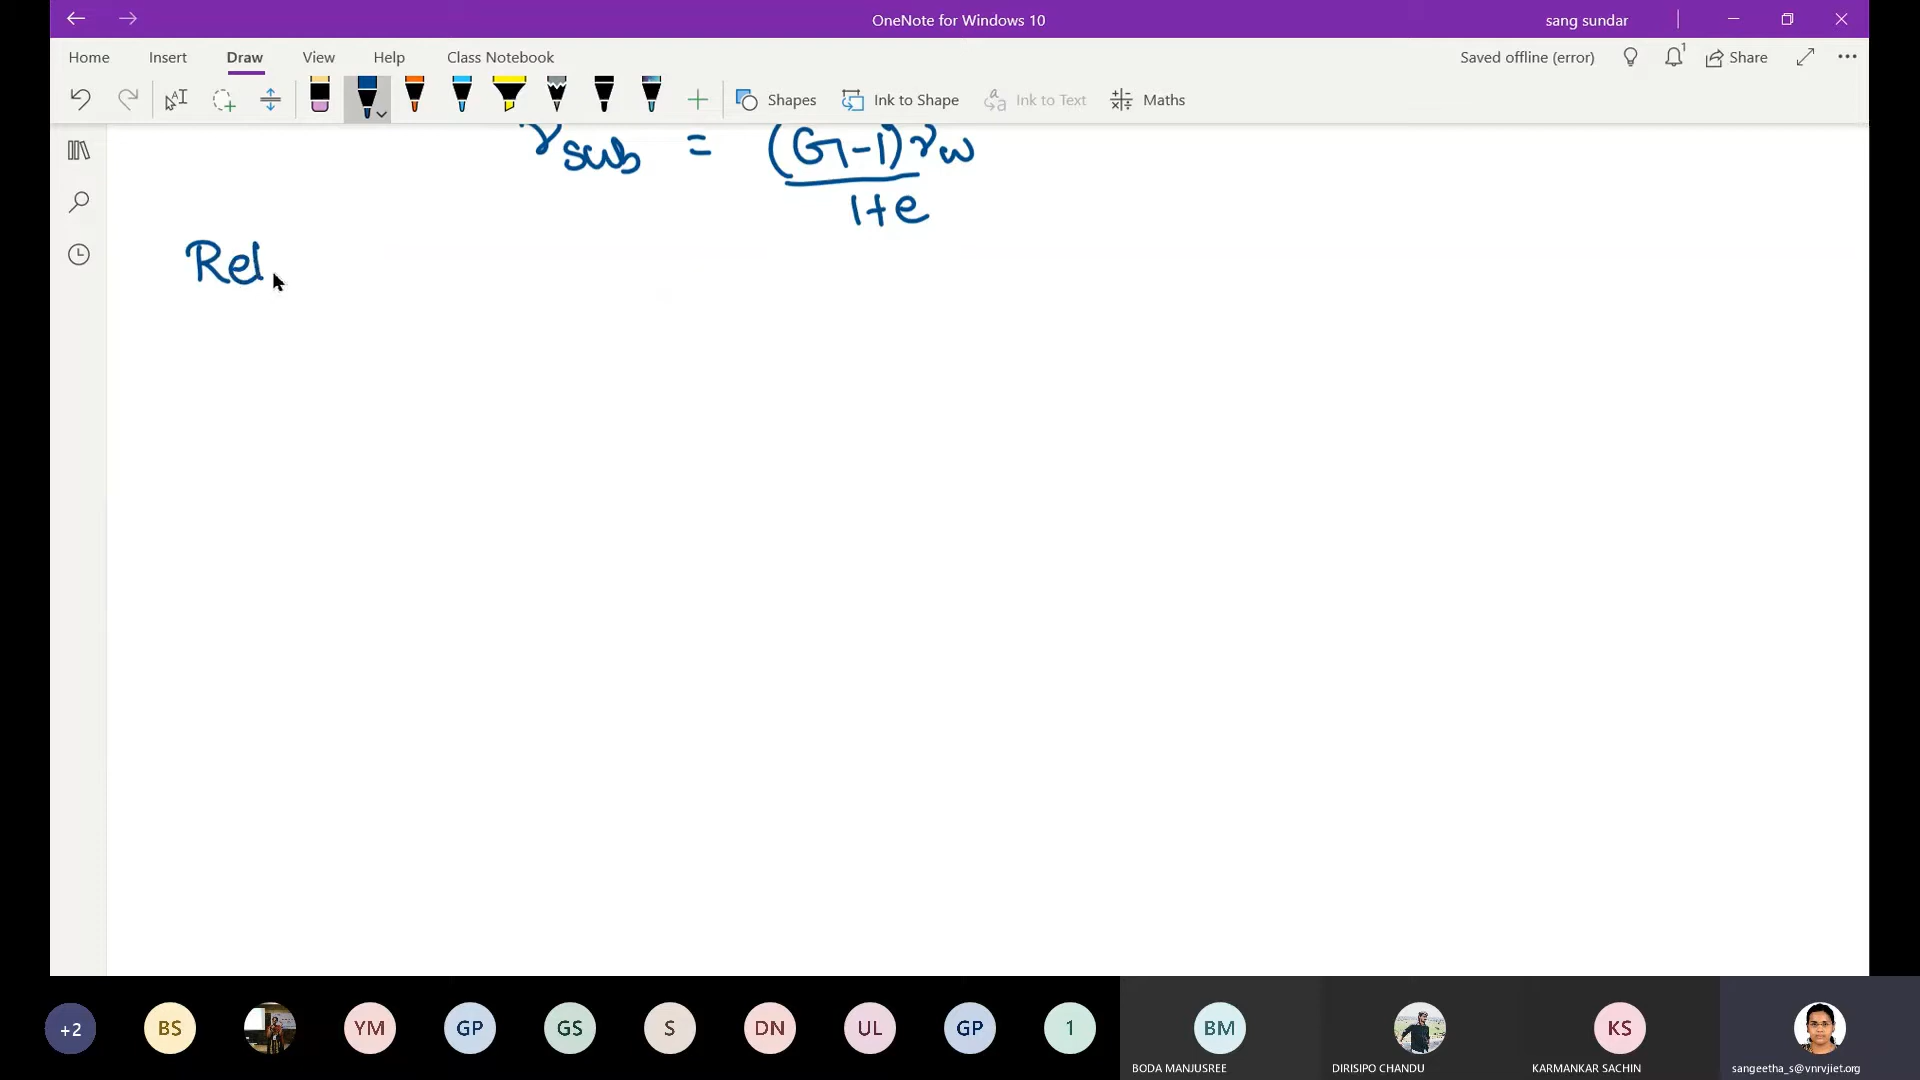 OneNote for Windows 10
sang sundar
Home Insert Draw View Help Class Notebook
Saved offline (error) 1 Share
Shapes Ink to Shape Ink to Text Maths
γsub = (G-1)γw
1+e
Rel
+2 BS YM GP GS S DN UL GP 1 BM KS
BODA MANJUSREE DIRISIPO CHANDU KARMANKAR SACHIN sangeetha_s@vnrvjiet.org